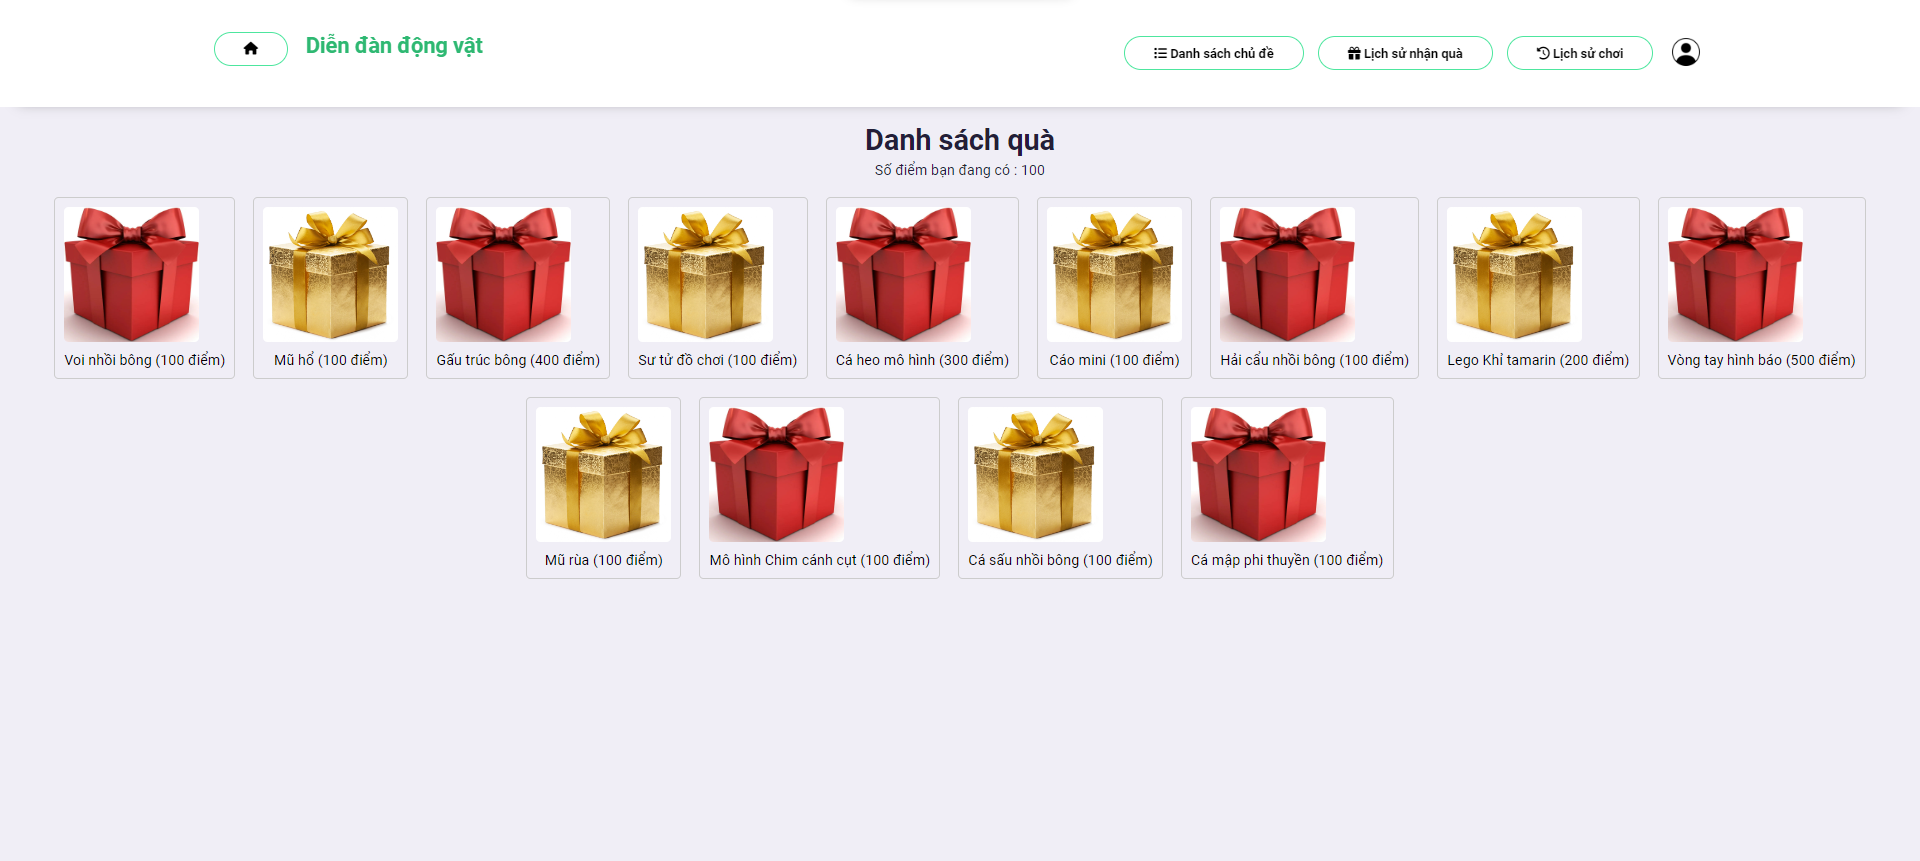 Diễn đàn động vật
Danh sách chủ đề
Lịch sử nhận quà
Lịch sử chơi
Danh sách quà
Số điểm bạn đang có : 100
Voi nhồi bông (100 điểm)
Mũ hổ (100 điểm)
Gấu trúc bông (400 điểm)
Sư tử đồ chơi (100 điểm)
Cá heo mô hình (300 điểm)
Cáo mini (100 điểm)
Hải cẩu nhồi bông (100 điểm)
Lego Khỉ tamarin (200 điểm)
Vòng tay hình báo (500 điểm)
Mũ rùa (100 điểm)
Mô hình Chim cánh cụt (100 điểm)
Cá sấu nhồi bông (100 điểm)
Cá mập phi thuyền (100 điểm)